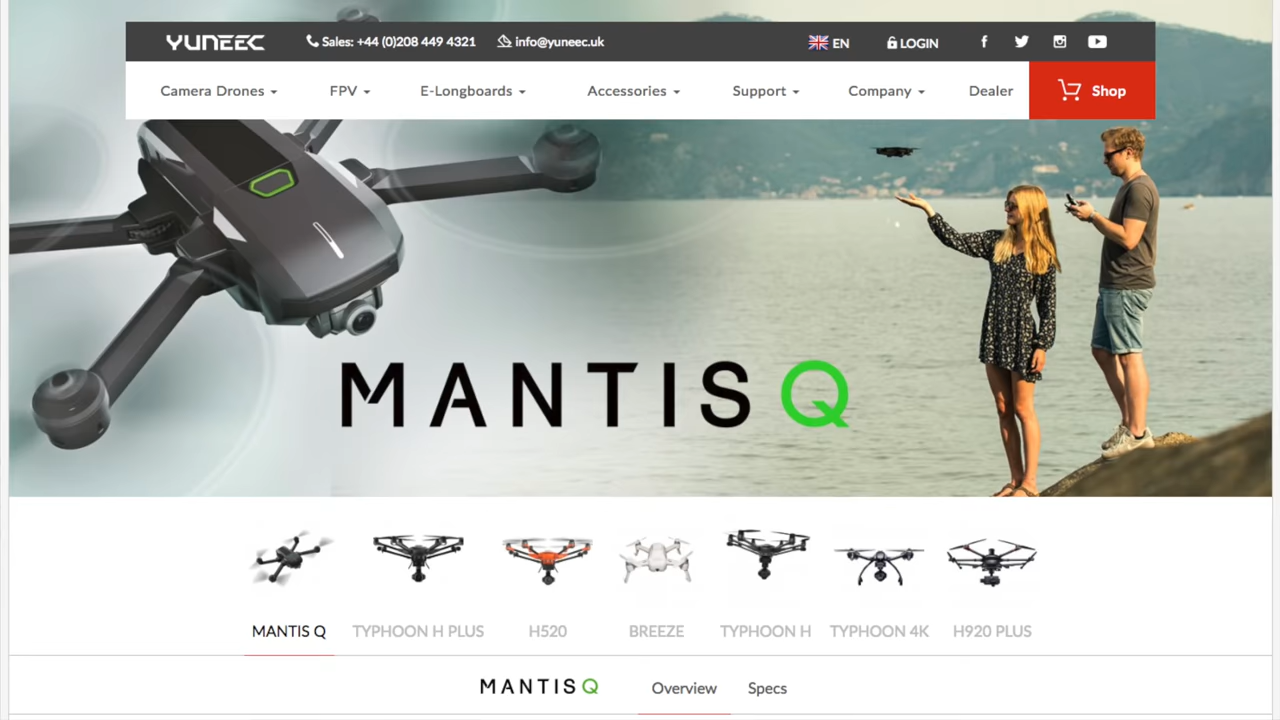 YUNEEC Sales: +44 (0)208 449 4321 info@yuneec.uk EN LOGIN
Camera Drones FPV E-Longboards Accessories Support Company Dealer Shop
MANTIS Q
MANTIS Q TYPHOON H PLUS H520 BREEZE TYPHOON H TYPHOON 4K H920 PLUS
MANTIS Q Overview Specs